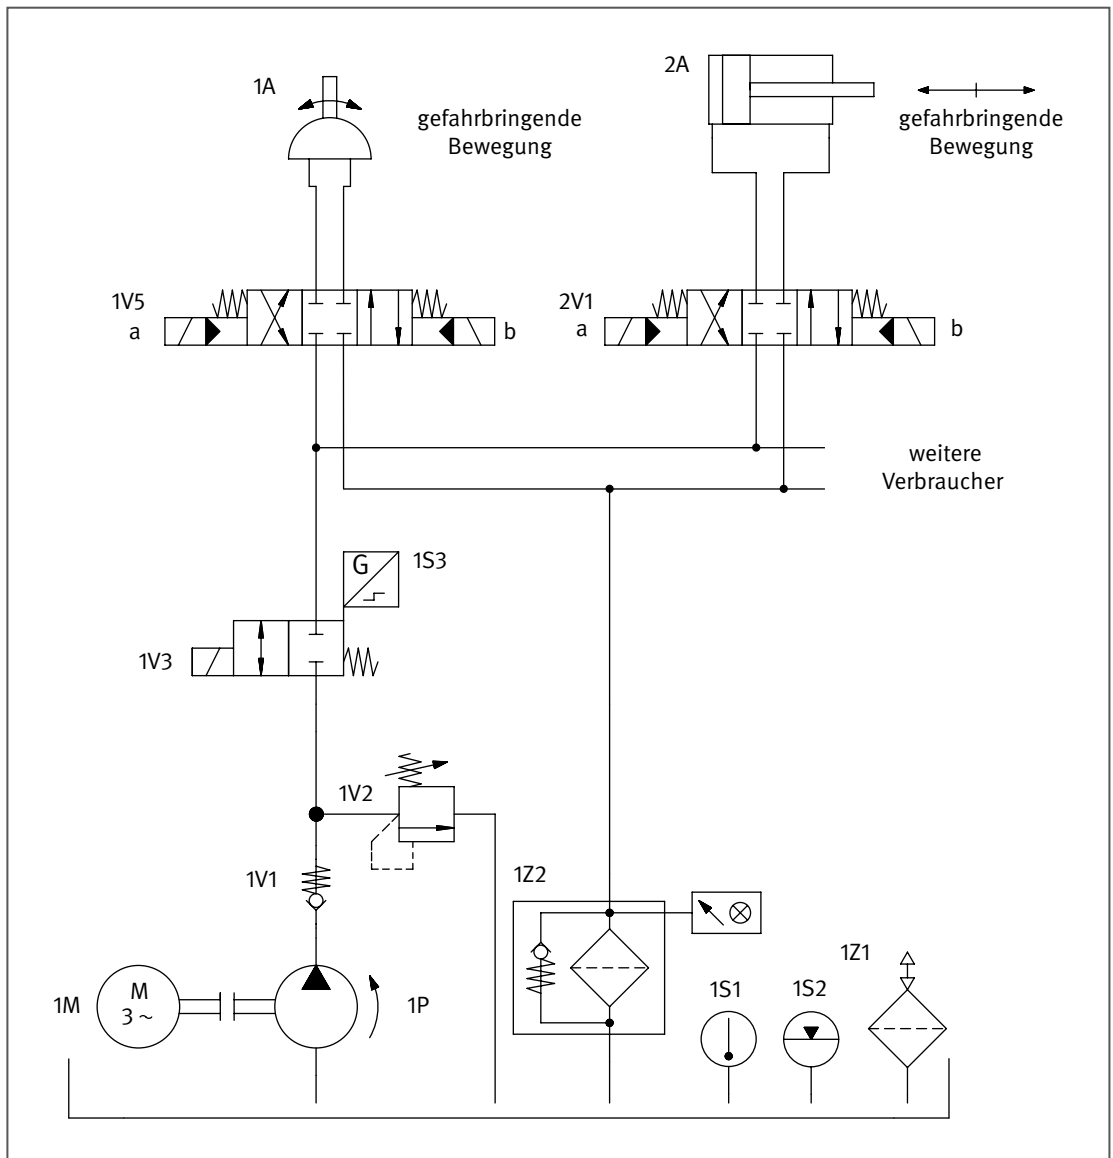 1A
gefahrbringende
Bewegung
2A
gefahrbringende
Bewegung
1V5
a
b
2V1
a
b
weitere
Verbraucher
G
1S3
1V3
1V2
1V1
1Z2
1Z1
1M
M
3 ~
1P
1S1
1S2